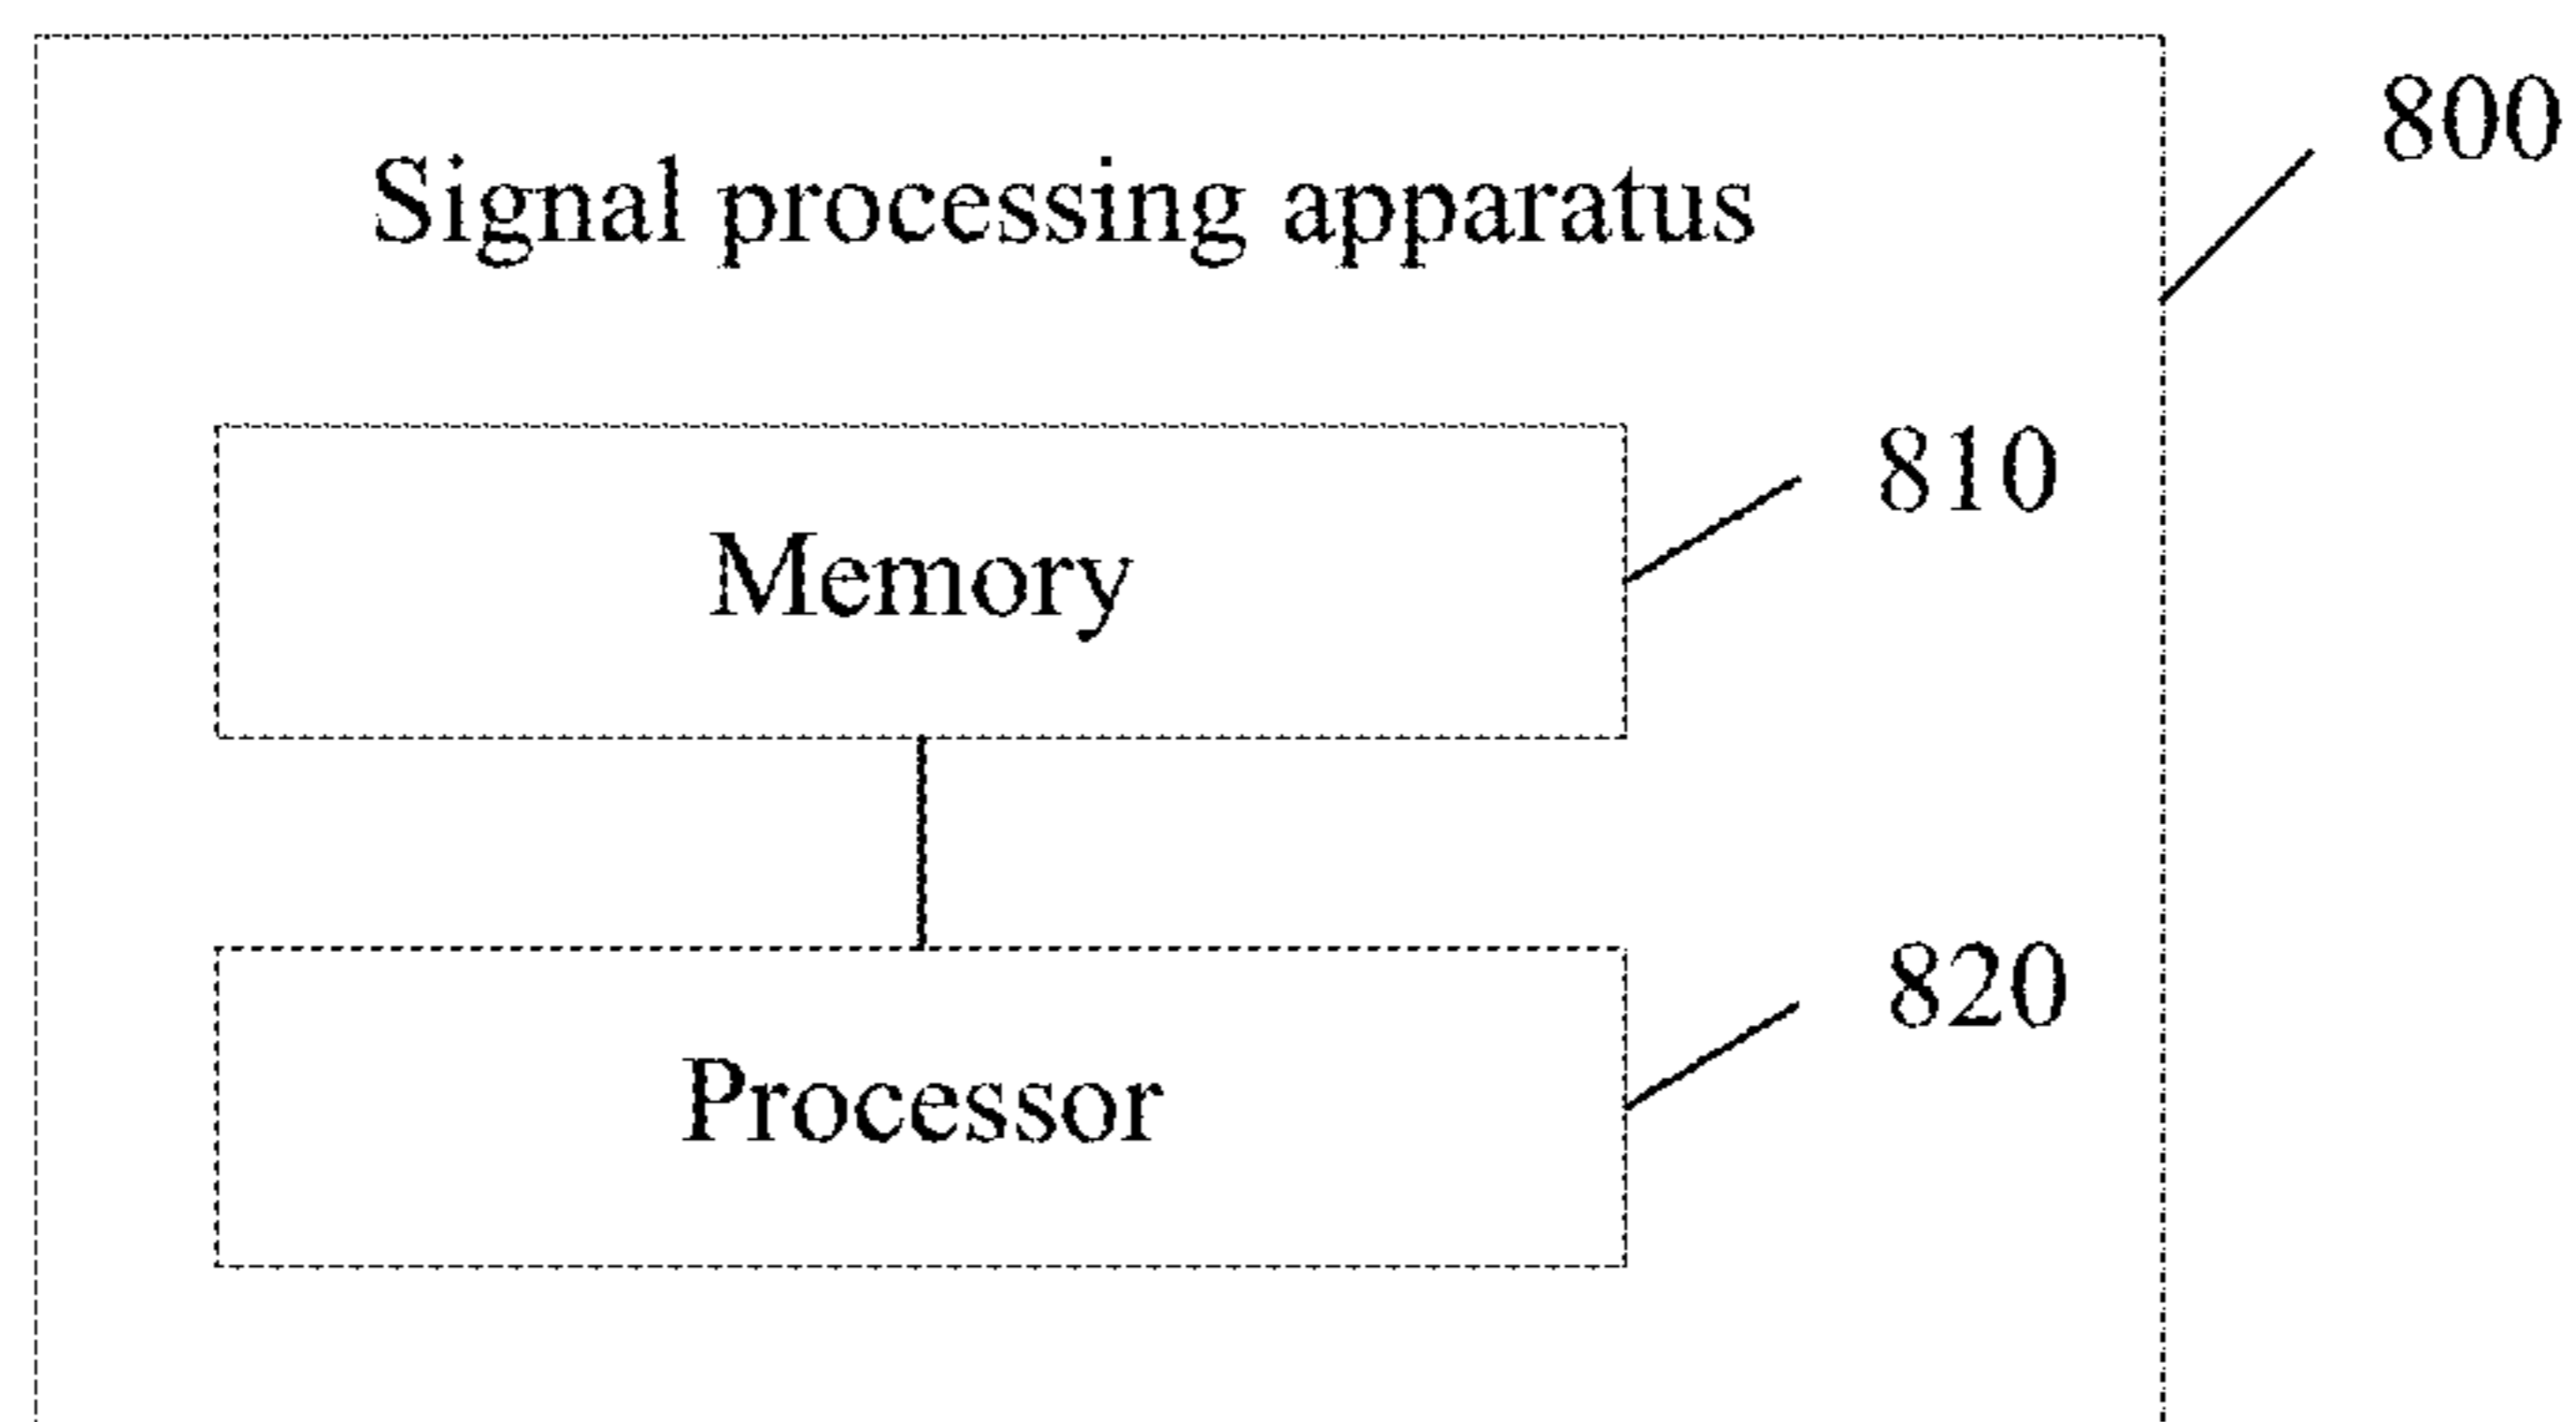 800
Signal processing apparatus
810
Memory
820
Processor